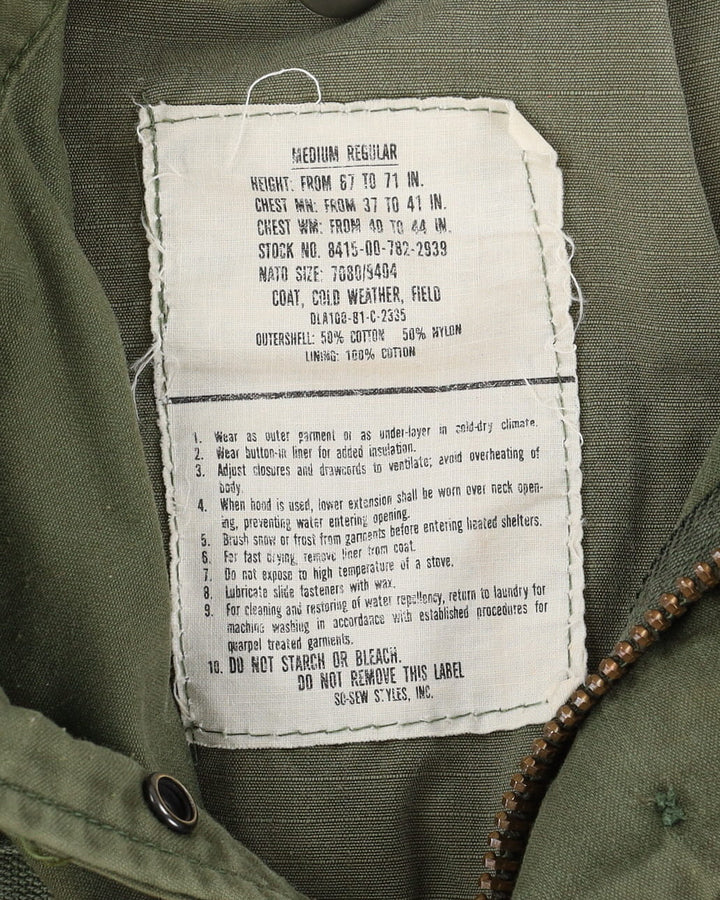 MEDIUM REGULAR
HEIGHT: FROM 67 TO 71 IN.
CHEST MN: FROM 37 TO 41 IN.
CHEST WM: FROM 40 TO 44 IN.
STOCK NO. 8415-00-782-2939
NATO SIZE: 7080/9404
COAT, COLD WEATHER, FIELD
DLA100-81-C-2335
OUTERSHELL: 50% COTTON 50% NYLON
LINING: 100% COTTON
1. Wear as outer garment or as under-layer in cold-dry climate.
2. Wear button-in liner for added insulation.
3. Adjust closures and drawcords to ventilate; avoid overheating of
body.
4. When hood is used, lower extension shall be worn over neck open-
ing, preventing water entering opening.
5. Brush snow or frost from garments before entering heated shelters.
6. For fast drying, remove liner from coat.
7. Do not expose to high temperature of a stove.
8. Lubricate slide fasteners with wax.
9. For cleaning and restoring of water repellency, return to laundry for
machine washing in accordance with established procedures for
quarpel treated garments.
10. DO NOT STARCH OR BLEACH.
DO NOT REMOVE THIS LABEL
SO-SEW STYLES, INC.